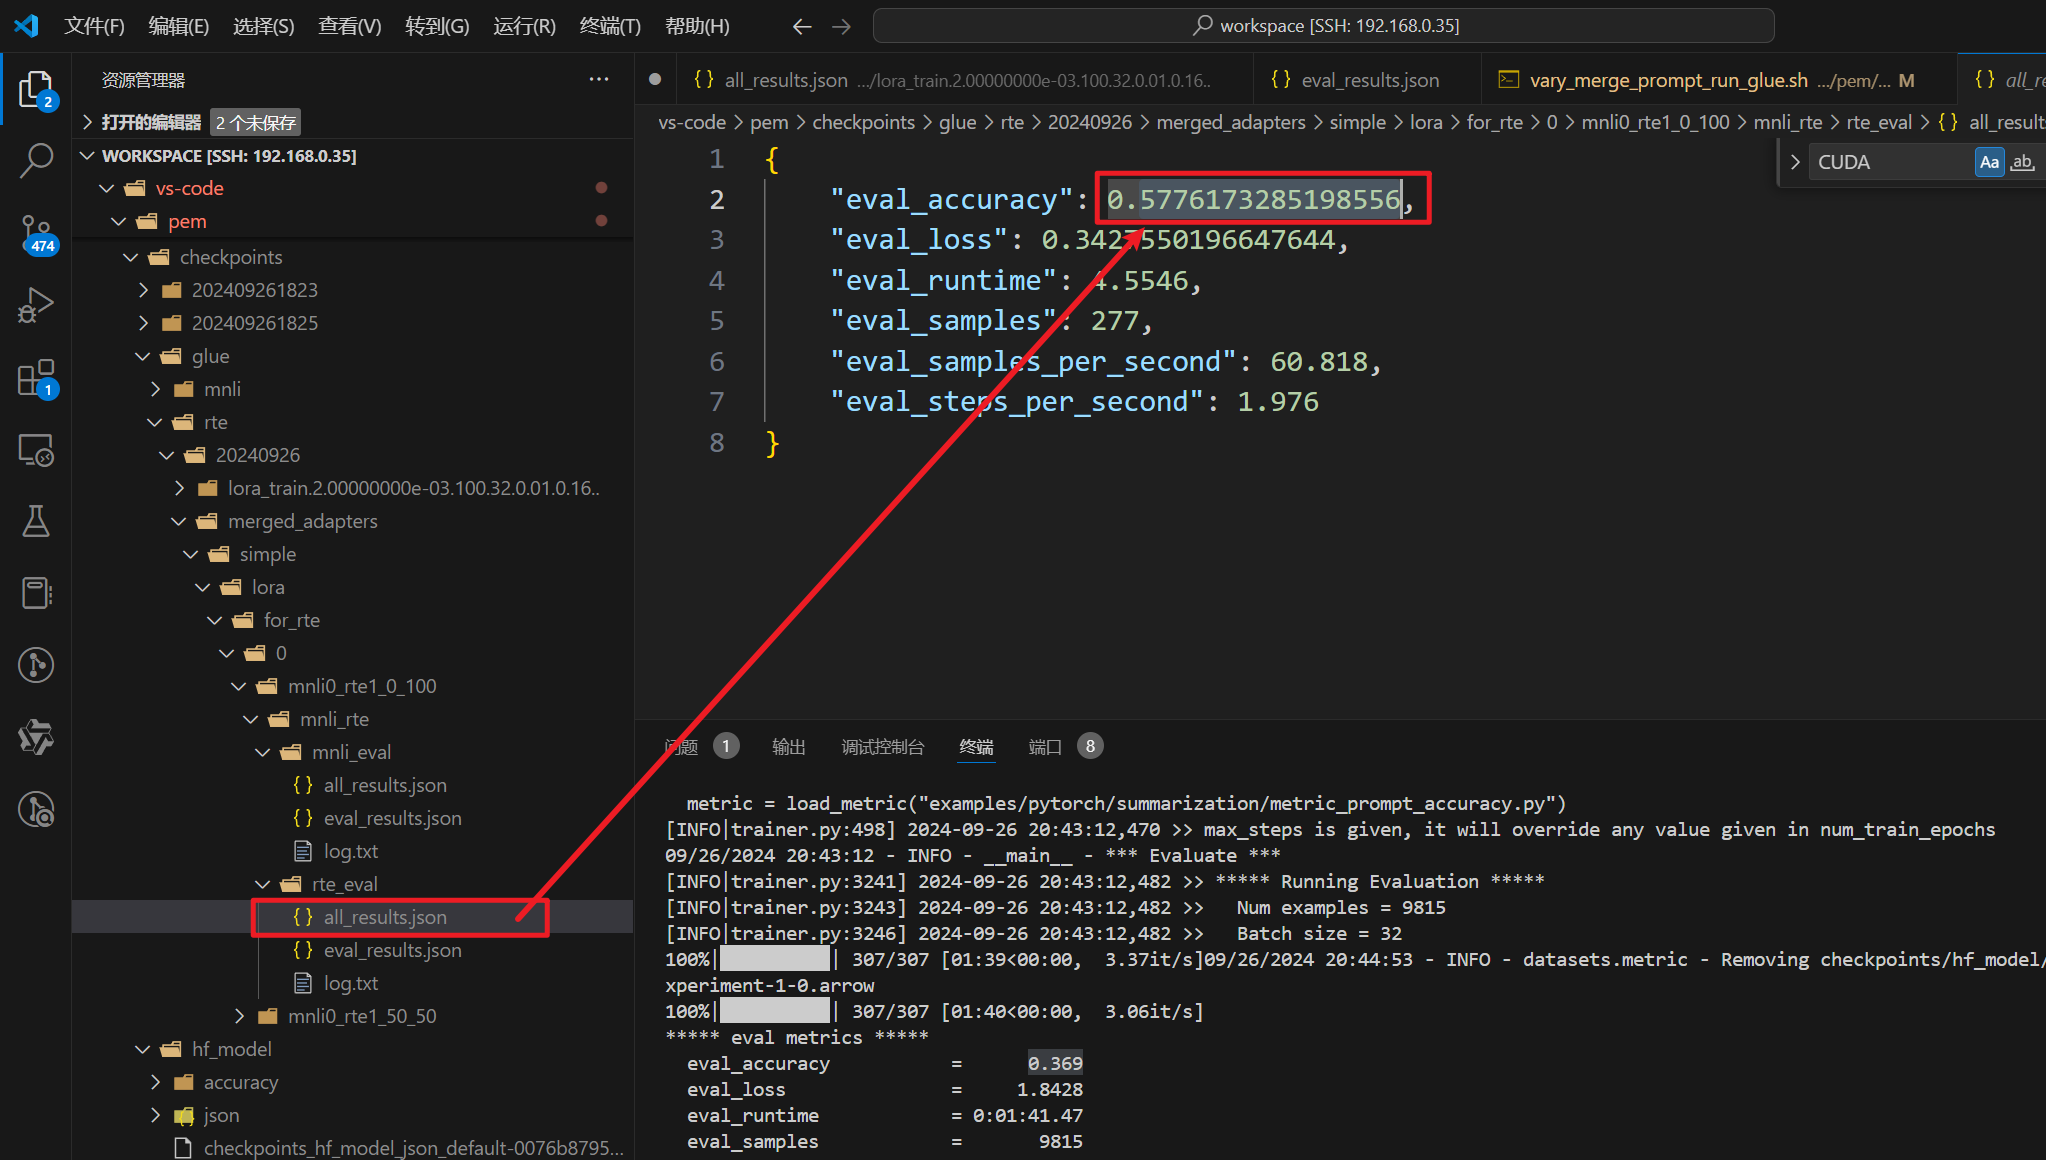 文件(F) 编辑(E) 选择(S) 查看(V) 转到(G) 运行(R) 终端(T) 帮助(H)
workspace [SSH: 192.168.0.35]
资源管理器
打开的编辑器 2 个未保存
WORKSPACE [SSH: 192.168.0.35]
vs-code
pem
checkpoints
202409261823
202409261825
glue
mnli
rte
20240926
lora_train.2.00000000e-03.100.32.0.01.0.16..
merged_adapters
simple
lora
for_rte
0
mnli0_rte1_0_100
mnli_rte
mnli_eval
{} all_results.json
{} eval_results.json
log.txt
rte_eval
{} all_results.json
{} eval_results.json
log.txt
mnli0_rte1_50_50
hf_model
accuracy
json
checkpoints_hf_model_json_default-0076b8795...
2
474
1
{} all_results.json .../lora_train.2.00000000e-03.100.32.0.01.0.16..
{} eval_results.json
vary_merge_prompt_run_glue.sh .../pem/... M
{} all_re
vs-code > pem > checkpoints > glue > rte > 20240926 > merged_adapters > simple > lora > for_rte > 0 > mnli0_rte1_0_100 > mnli_rte > rte_eval > {} all_results
CUDA Aa ab
1 {
2 "eval_accuracy": 0.5776173285198556,
3 "eval_loss": 0.3427550196647644,
4 "eval_runtime": 4.5546,
5 "eval_samples": 277,
6 "eval_samples_per_second": 60.818,
7 "eval_steps_per_second": 1.976
8 }
问题 1 输出 调试控制台 终端 端口 8
metric = load_metric("examples/pytorch/summarization/metric_prompt_accuracy.py")
[INFO|trainer.py:498] 2024-09-26 20:43:12,470 >> max_steps is given, it will override any value given in num_train_epochs
09/26/2024 20:43:12 - INFO - __main__ - *** Evaluate ***
[INFO|trainer.py:3241] 2024-09-26 20:43:12,482 >> ***** Running Evaluation *****
[INFO|trainer.py:3243] 2024-09-26 20:43:12,482 >> Num examples = 9815
[INFO|trainer.py:3246] 2024-09-26 20:43:12,482 >> Batch size = 32
100%| | 307/307 [01:39<00:00, 3.37it/s]09/26/2024 20:44:53 - INFO - datasets.metric - Removing checkpoints/hf_model/
xperiment-1-0.arrow
100%| | 307/307 [01:40<00:00, 3.06it/s]
***** eval metrics *****
eval_accuracy = 0.369
eval_loss = 1.8428
eval_runtime = 0:01:41.47
eval_samples = 9815